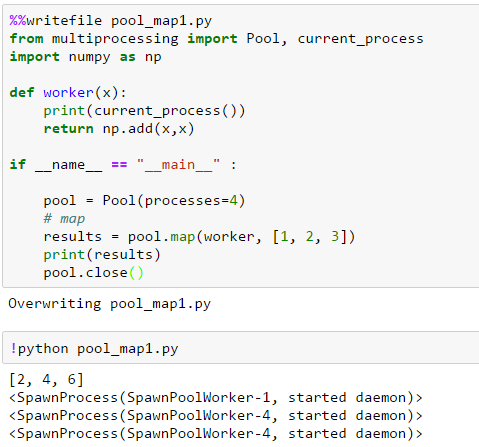 %%writefile pool_map1.py
from multiprocessing import Pool, current_process
import numpy as np

def worker(x):
    print(current_process())
    return np.add(x,x)

if __name__ == "__main__" :

    pool = Pool(processes=4)
    # map
    results = pool.map(worker, [1, 2, 3])
    print(results)
    pool.close()
Overwriting pool_map1.py
!python pool_map1.py
[2, 4, 6]
<SpawnProcess(SpawnPoolWorker-1, started daemon)>
<SpawnProcess(SpawnPoolWorker-4, started daemon)>
<SpawnProcess(SpawnPoolWorker-4, started daemon)>